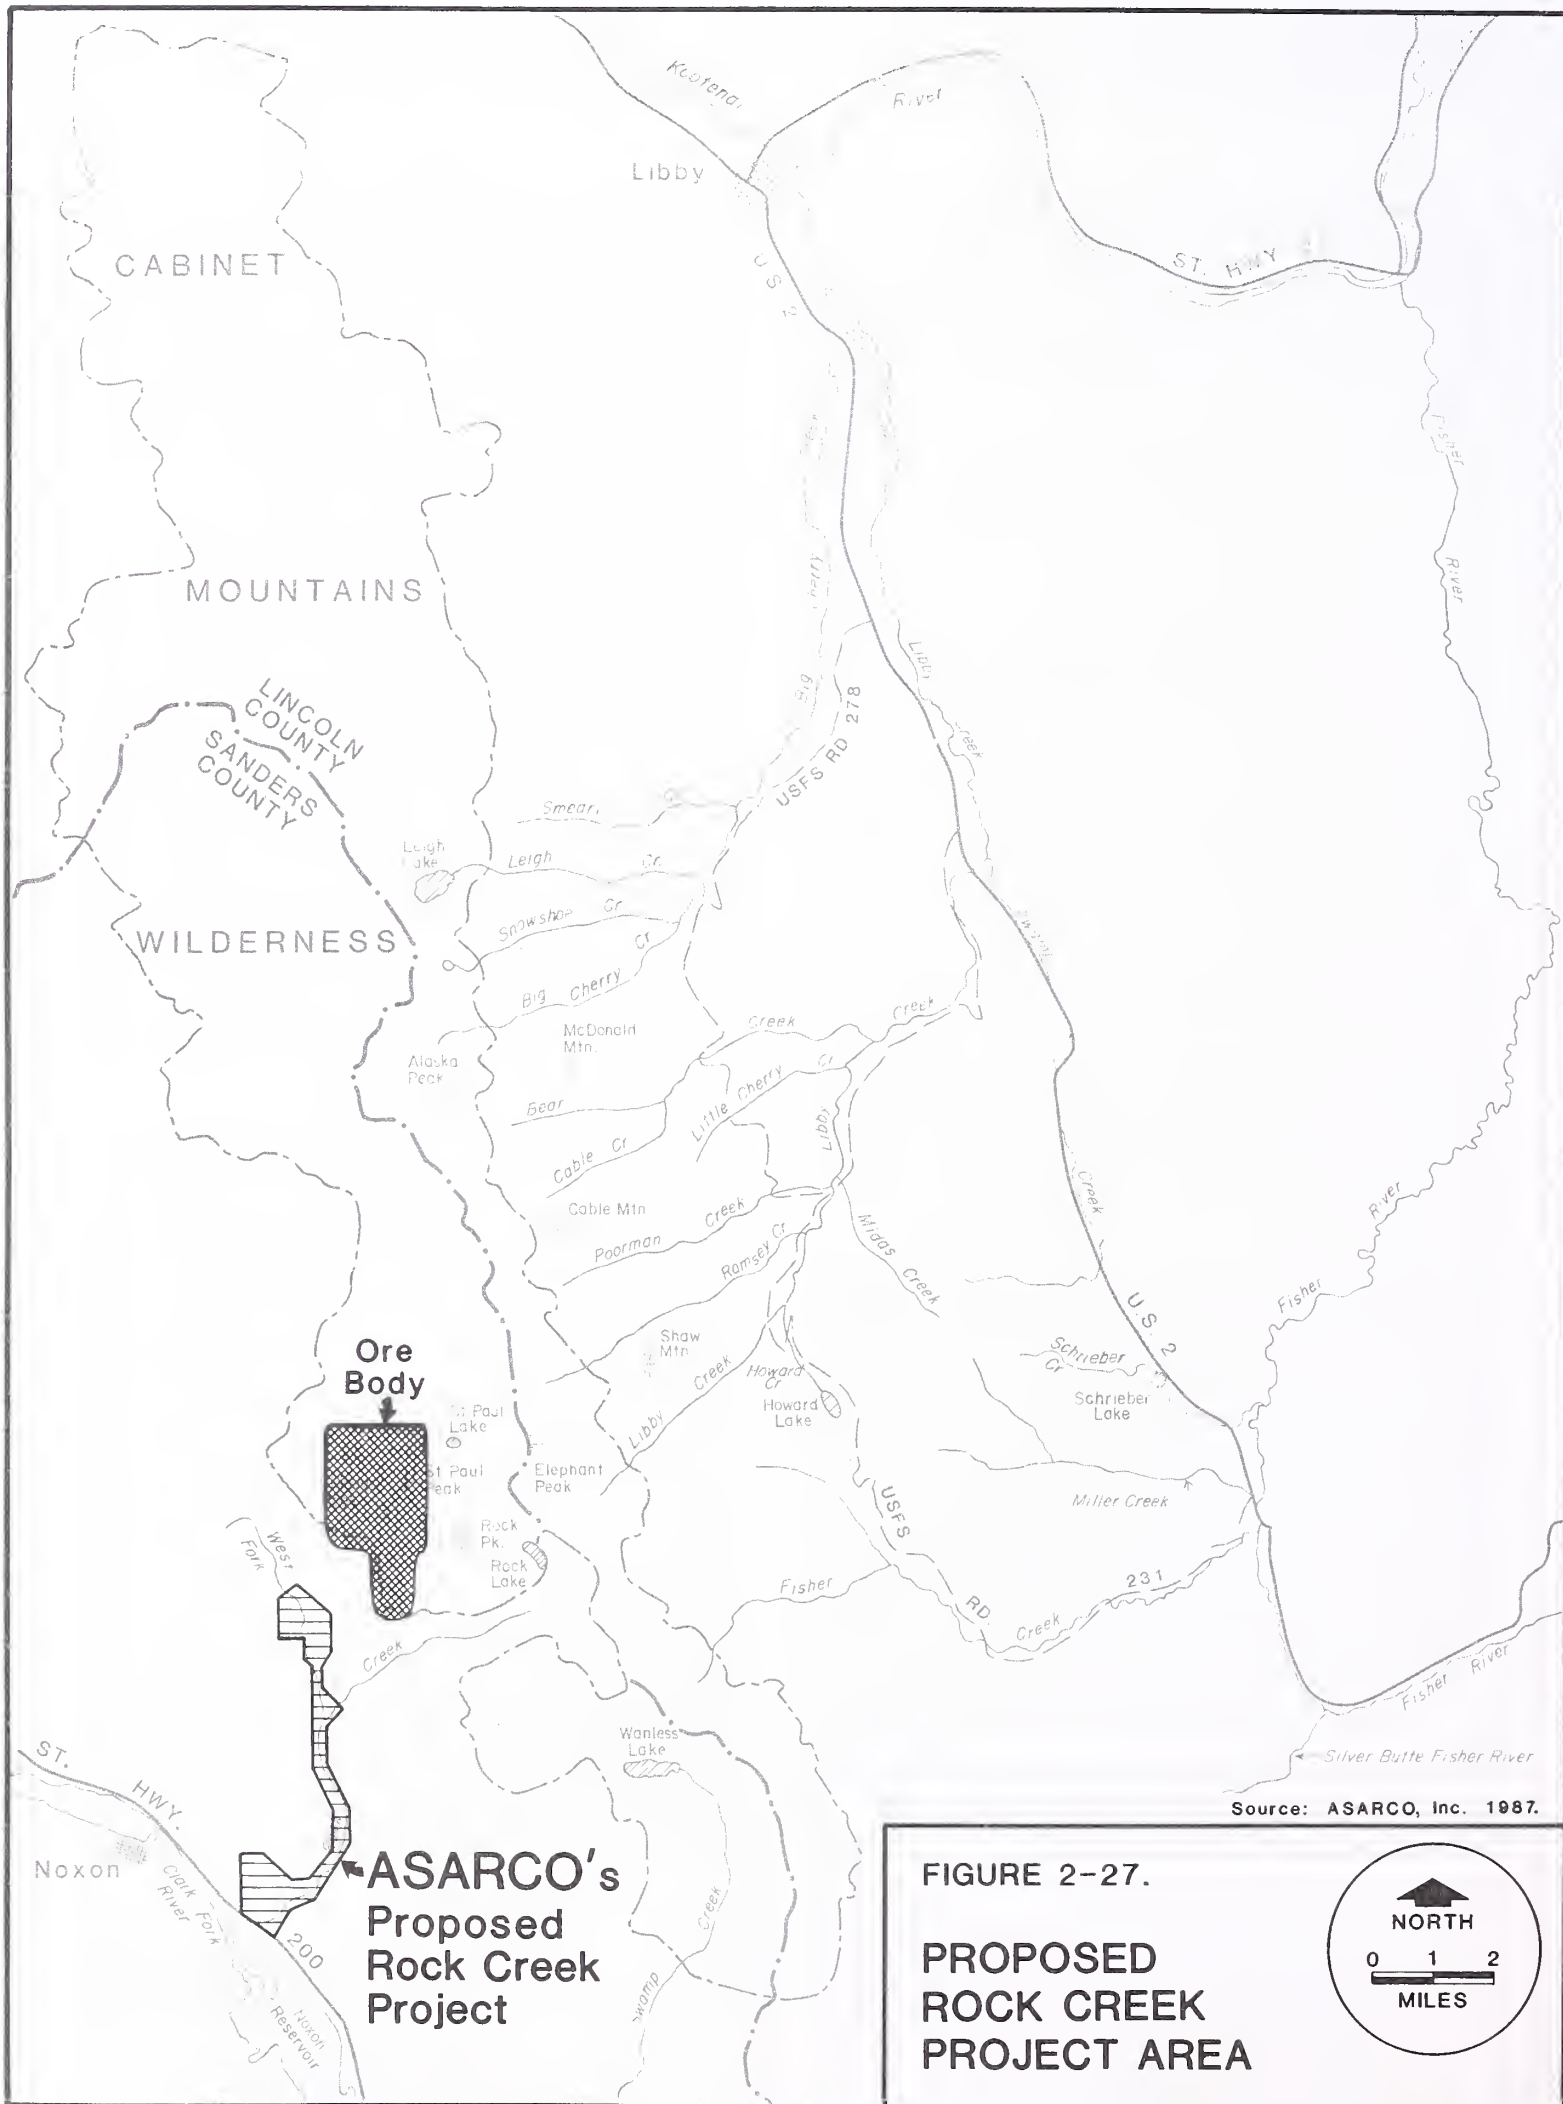 Kootenai
River
Libby
CABINET
ST. HWY
US 2
Fisher
River
MOUNTAINS
Cherry
Big
Libby
Creek
LINCOLN
COUNTY
SANDERS
COUNTY
USFS RD 278
Leigh
Lake
Leigh
Cr.
Snowshoe
Cr
WILDERNESS
Big
Cherry
Cr
McDonald
Mtn.
Creek
Creek
Alaska
Peak
Bear
Little Cherry
Cr
Libby
Cable Cr
Creek
Cable Mtn
Poorman
Creek
Ramsey Cr
Midas Creek
River
Fisher
U.S. 2
Ore
Body
Shaw
Mtn
Schrieber
Cr
Libby
Creek
Howard
Cr
Howard
Lake
Schrieber
Lake
St Paul
Lake
St Paul
Peak
Elephant
Peak
Miller Creek
USFS
RD.
231
West
Fork
Rock
Pk.
Rock
Lake
Fisher
Creek
Creek
Fisher River
Wanless
Lake
Silver Butte Fisher River
ST.
HWY.
200
Source: ASARCO, Inc. 1987.
Noxon
Clark Fork
River
ASARCO's
Proposed
Rock Creek
Project
Creek
Swamp
Noxon
Reservoir
FIGURE 2-27.
PROPOSED
ROCK CREEK
PROJECT AREA
NORTH
0 1 2
MILES